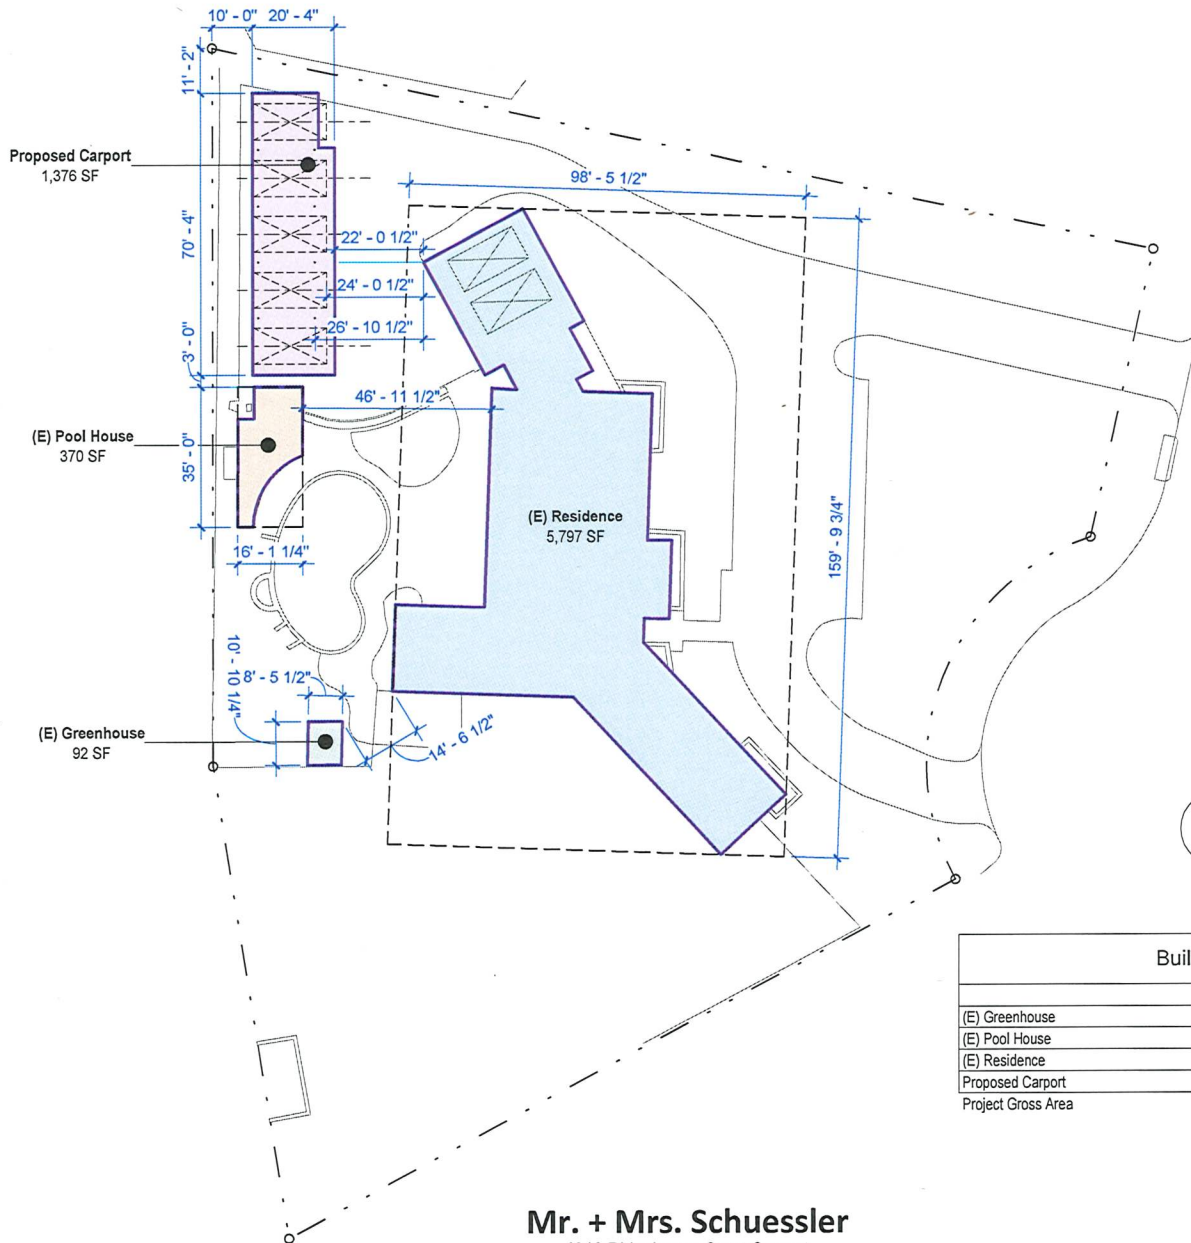 10' - 0"
20' - 4"
11' - 2"
Proposed Carport
1,376 SF
98' - 5 1/2"
70' - 4"
22' - 0 1/2"
24' - 0 1/2"
26' - 10 1/2"
3' - 0"
46' - 11 1/2"
(E) Pool House
370 SF
35' - 0"
(E) Residence
5,797 SF
159' - 9 3/4"
16' - 1 1/4"
10' - 10 1/4"
8' - 5 1/2"
(E) Greenhouse
92 SF
14' - 6 1/2"
Buil
(E) Greenhouse
(E) Pool House
(E) Residence
Proposed Carport
Project Gross Area
Mr. + Mrs. Schuessler